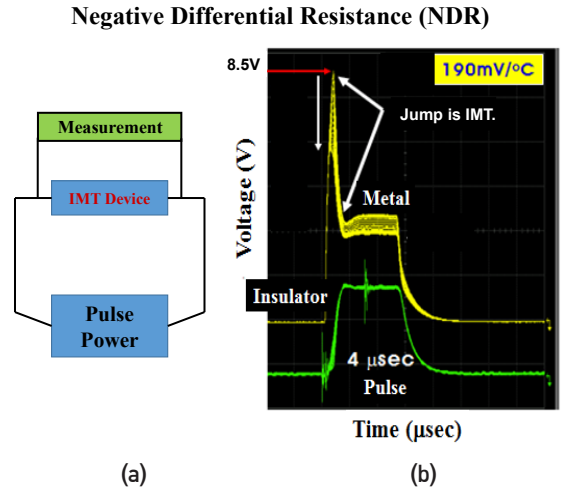 Negative Differential Resistance (NDR)
8.5V
190mV/°C
Measurement
Jump is IMT.
IMT Device
Voltage (V)
Metal
Insulator
Pulse
Power
4 μsec
Pulse
Time (μsec)
(a)
(b)